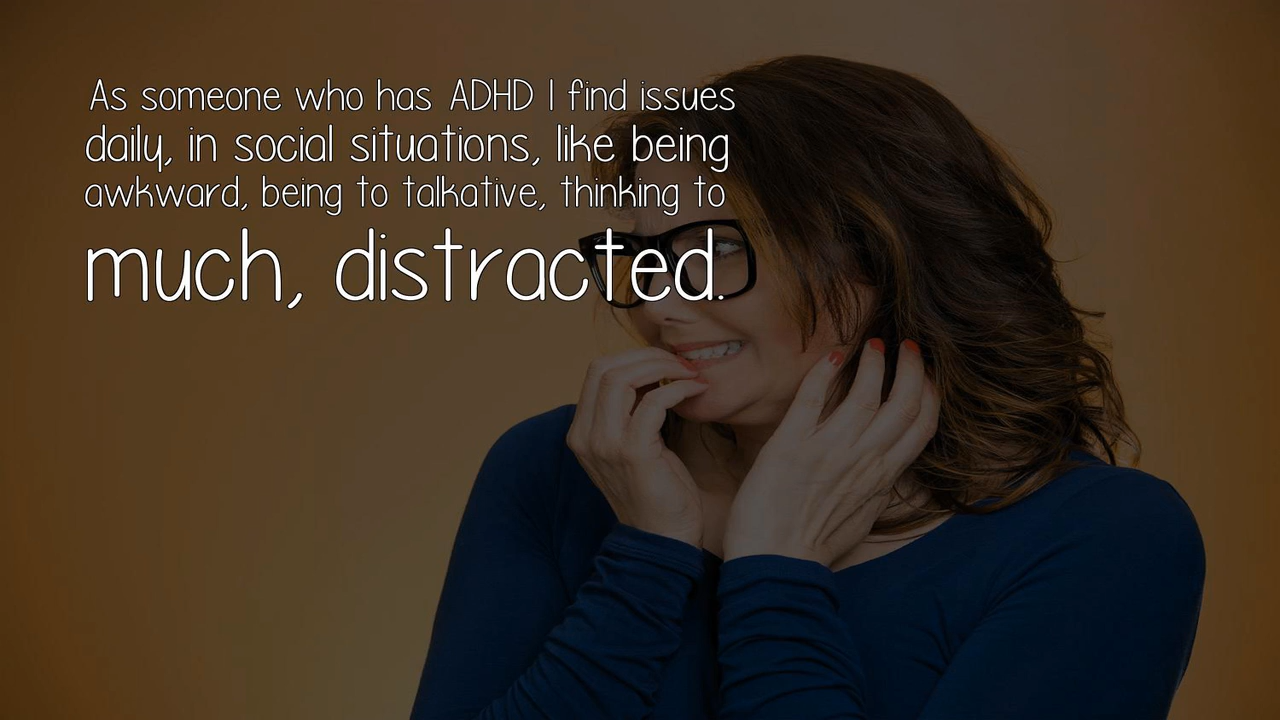 As someone who has ADHD I find issues
daily, in social situations, like being
awkward, being to talkative, thinking to
much, distracted.